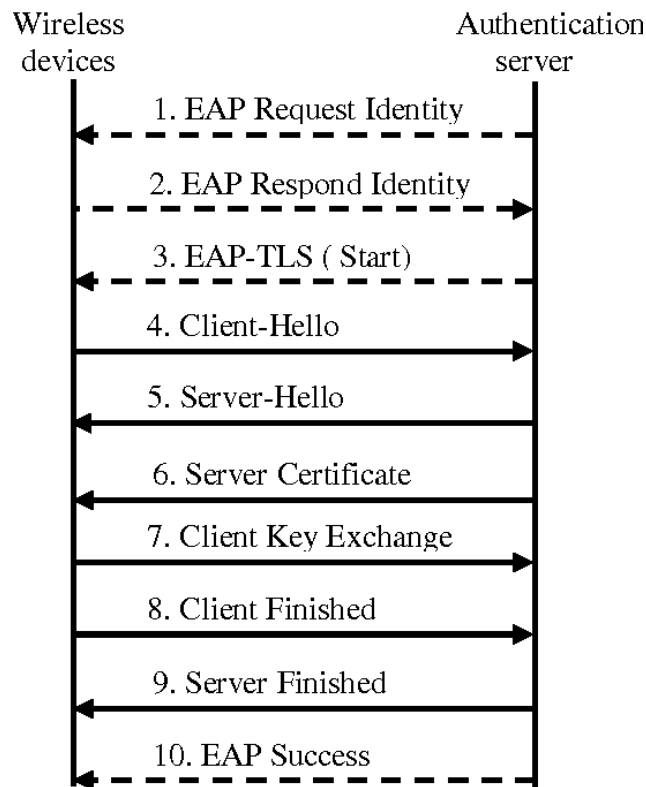 Wireless
devices
Authentication
server
1. EAP Request Identity
2. EAP Respond Identity
3. EAP-TLS ( Start)
4. Client-Hello
5. Server-Hello
6. Server Certificate
7. Client Key Exchange
8. Client Finished
9. Server Finished
10. EAP Success